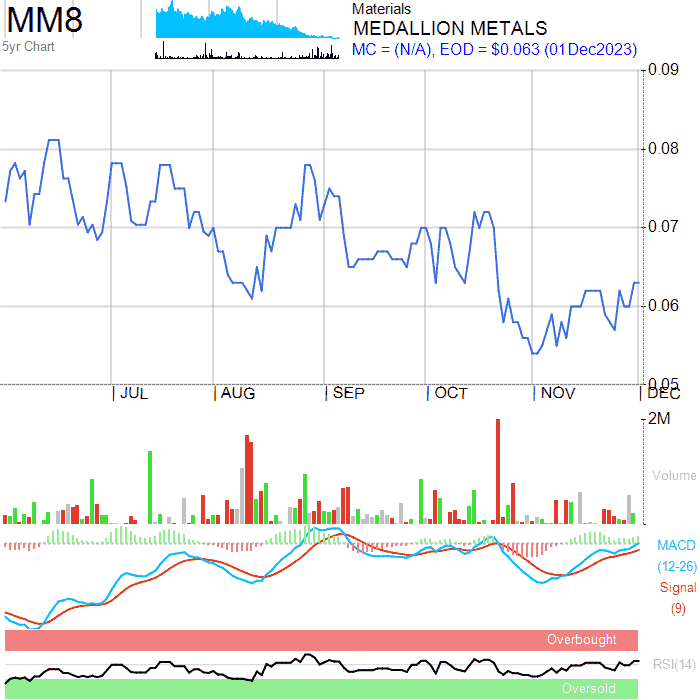 MM8
5yr Chart
Materials
MEDALLION METALS
MC = (N/A), EOD = $0.063 (01Dec2023)
0.09
0.08
0.07
0.06
0.05
JUL AUG SEP OCT NOV DEC
2M
Volume
MACD
(12-26)
Signal
(9)
Overbought
RSI(14)
Oversold